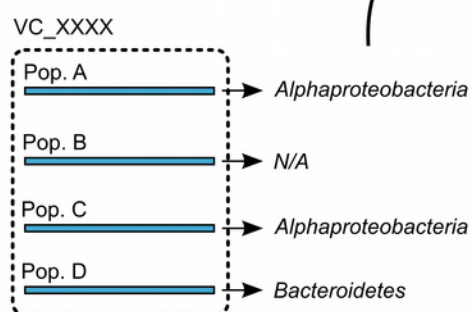 VC_XXXX
Pop. A
Alphaproteobacteria
Pop. B
N/A
Pop. C
Alphaproteobacteria
Pop. D
Bacteroidetes